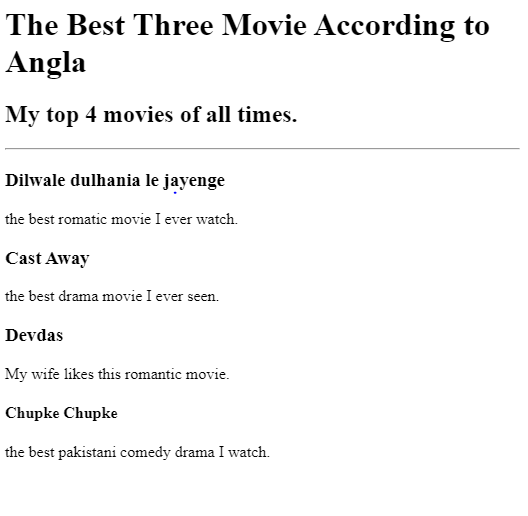 The Best Three Movie According to
Angla
My top 4 movies of all times.
Dilwale dulhania le jayenge
the best romatic movie I ever watch.
Cast Away
the best drama movie I ever seen.
Devdas
My wife likes this romantic movie.
Chupke Chupke
the best pakistani comedy drama I watch.